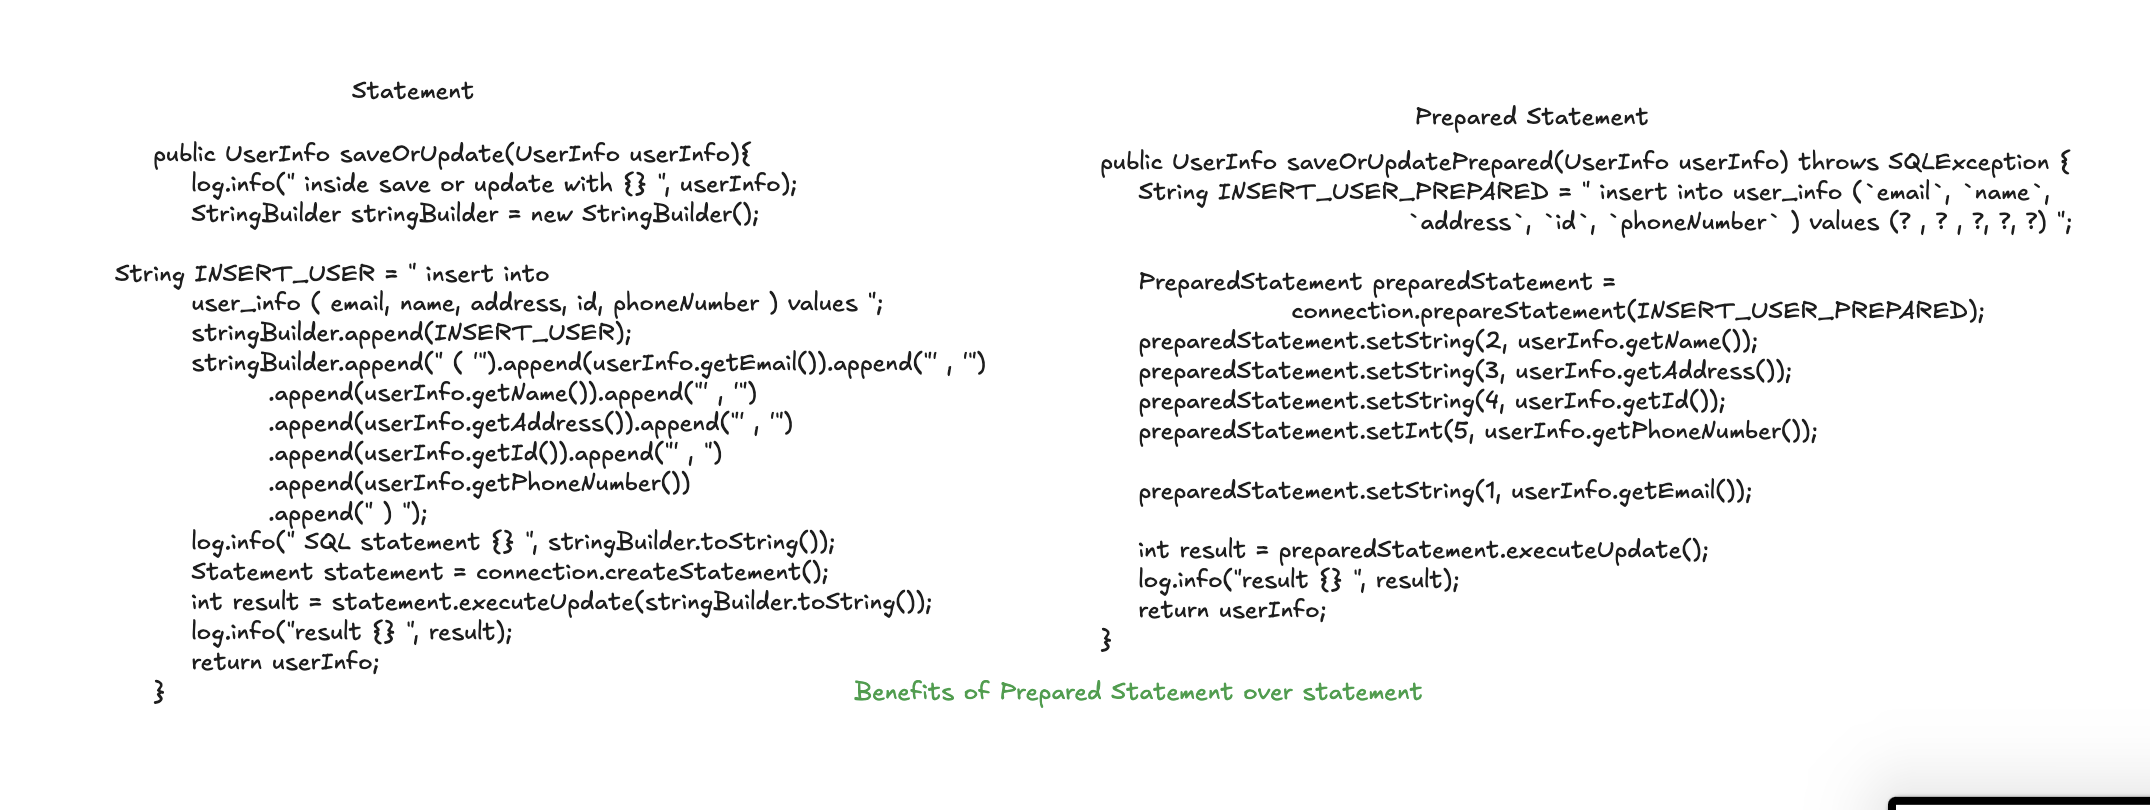 Statement
public UserInfo saveOrUpdate(UserInfo userInfo){
log.info(" inside save or update with {} ", userInfo);
StringBuilder stringBuilder = new StringBuilder();
String INSERT_USER = " insert into
user_info ( email, name, address, id, phoneNumber ) values ";
stringBuilder.append(INSERT_USER);
stringBuilder.append(" ( '").append(userInfo.getEmail()).append("' , '")
.append(userInfo.getName()).append("' , '")
.append(userInfo.getAddress()).append("' , '")
.append(userInfo.getId()).append("' , ")
.append(userInfo.getPhoneNumber())
.append(" ) ");
log.info(" SQL statement {} ", stringBuilder.toString());
Statement statement = connection.createStatement();
int result = statement.executeUpdate(stringBuilder.toString());
log.info("result {} ", result);
return userInfo;
}
Prepared Statement
public UserInfo saveOrUpdatePrepared(UserInfo userInfo) throws SQLException {
String INSERT_USER_PREPARED = " insert into user_info (`email`, `name`,
`address`, `id`, `phoneNumber` ) values (? , ? , ?, ?, ?) ";
PreparedStatement preparedStatement =
connection.prepareStatement(INSERT_USER_PREPARED);
preparedStatement.setString(2, userInfo.getName());
preparedStatement.setString(3, userInfo.getAddress());
preparedStatement.setString(4, userInfo.getId());
preparedStatement.setInt(5, userInfo.getPhoneNumber());
preparedStatement.setString(1, userInfo.getEmail());
int result = preparedStatement.executeUpdate();
log.info("result {} ", result);
return userInfo;
}
Benefits of Prepared Statement over statement